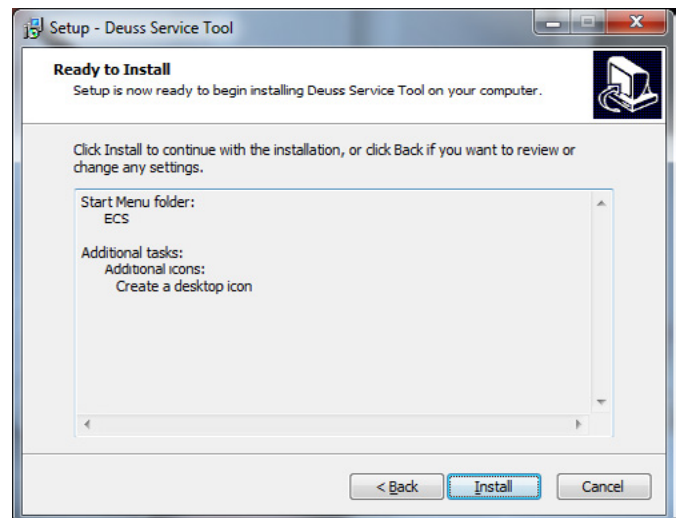 Setup - Deuss Service Tool
Ready to Install
Setup is now ready to begin installing Deuss Service Tool on your computer.
Click Install to continue with the installation, or click Back if you want to review or
change any settings.
Start Menu folder:
ECS
Additional tasks:
Additional icons:
Create a desktop icon
< Back Install Cancel